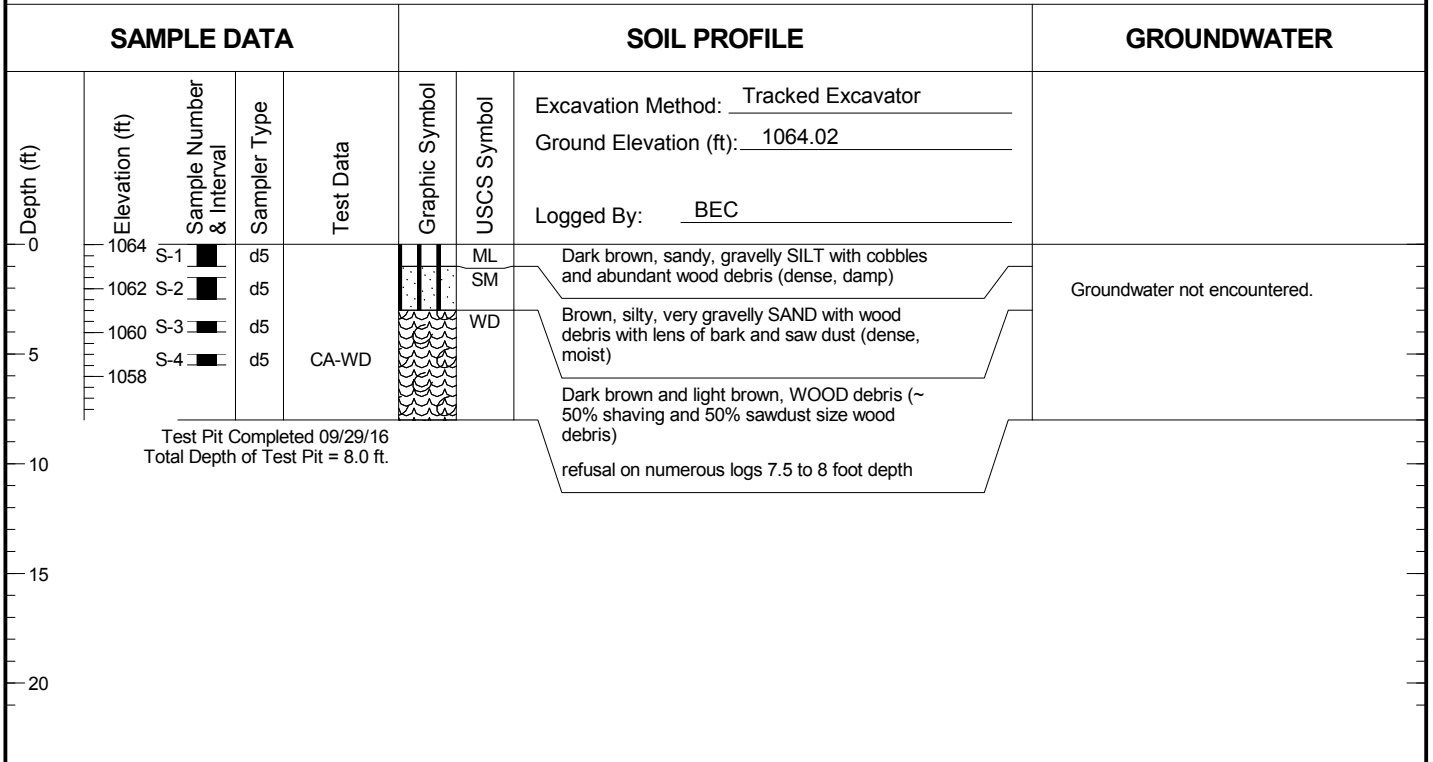 SAMPLE DATA
SOIL PROFILE
GROUNDWATER
Depth (ft)
Elevation (ft)
Sample Number
& Interval
Sampler Type
Test Data
Graphic Symbol
USCS Symbol
Excavation Method: Tracked Excavator
Ground Elevation (ft): 1064.02
Logged By: BEC
0
1064
S-1
d5
ML
Dark brown, sandy, gravelly SILT with cobbles
and abundant wood debris (dense, damp)
1062
S-2
d5
SM
Groundwater not encountered.
1060
S-3
d5
WD
Brown, silty, very gravelly SAND with wood
debris with lens of bark and saw dust (dense,
moist)
5
S-4
d5
CA-WD
1058
Dark brown and light brown, WOOD debris (~
50% shaving and 50% sawdust size wood
debris)
refusal on numerous logs 7.5 to 8 foot depth
Test Pit Completed 09/29/16
Total Depth of Test Pit = 8.0 ft.
10
15
20